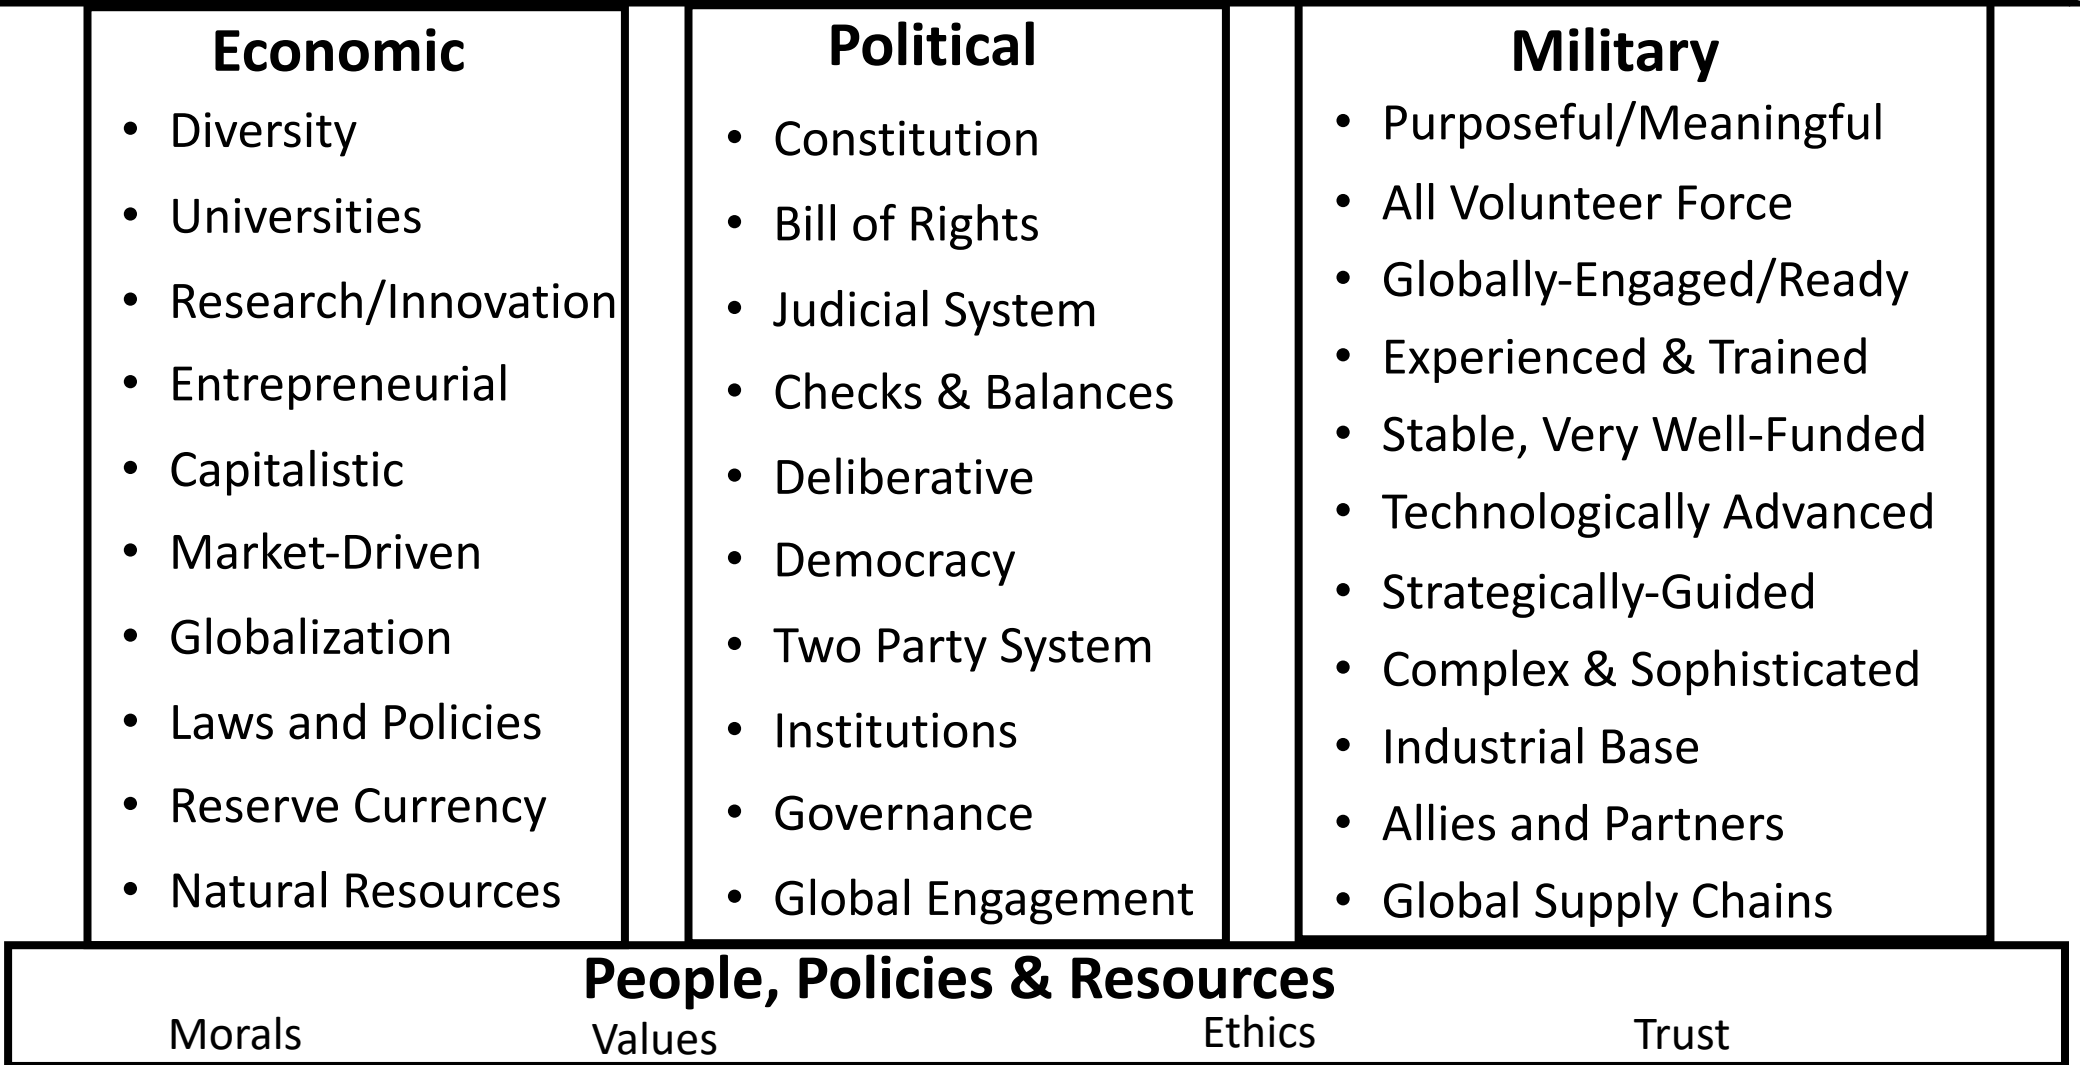 Economic
• Diversity
• Universities
• Research/Innovation
• Entrepreneurial
• Capitalistic
• Market-Driven
• Globalization
• Laws and Policies
• Reserve Currency
• Natural Resources
Political
• Constitution
• Bill of Rights
• Judicial System
• Checks & Balances
• Deliberative
• Democracy
• Two Party System
• Institutions
• Governance
• Global Engagement
Military
• Purposeful/Meaningful
• All Volunteer Force
• Globally-Engaged/Ready
• Experienced & Trained
• Stable, Very Well-Funded
• Technologically Advanced
• Strategically-Guided
• Complex & Sophisticated
• Industrial Base
• Allies and Partners
• Global Supply Chains
People, Policies & Resources
Morals Values Ethics Trust